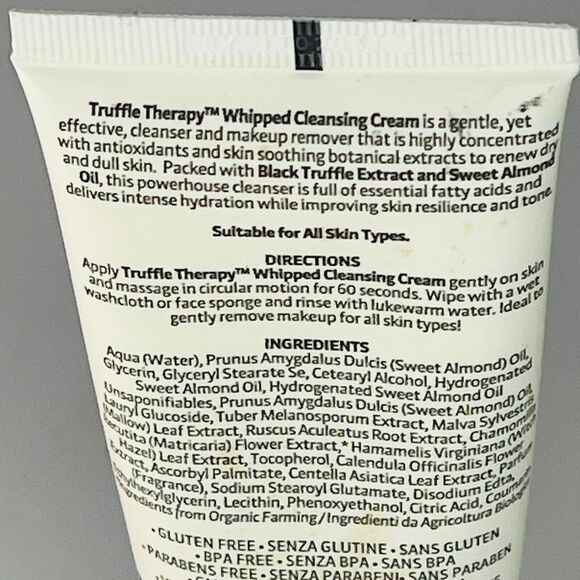 Truffle Therapy™ Whipped Cleansing Cream is a gentle, yet
effective, cleanser and makeup remover that is highly concentrated
with antioxidants and skin soothing botanical extracts to renew dry
and dull skin. Packed with Black Truffle Extract and Sweet Almond
Oil, this powerhouse cleanser is full of essential fatty acids and
delivers intense hydration while improving skin resilience and tone.
Suitable for All Skin Types.
DIRECTIONS
Apply Truffle Therapy™ Whipped Cleansing Cream gently on skin
and massage in circular motion for 60 seconds. Wipe with a wet
washcloth or face sponge and rinse with lukewarm water. Ideal to
gently remove makeup for all skin types!
INGREDIENTS
Aqua (Water), Prunus Amygdalus Dulcis (Sweet Almond) Oil,
Glycerin, Glyceryl Stearate Se, Cetearyl Alcohol, Hydrogenated
Sweet Almond Oil, Hydrogenated Sweet Almond Oil
Unsaponifiables, Prunus Amygdalus Dulcis (Sweet Almond) Oil,
Lauryl Glucoside, Tuber Melanosporum Extract, Malva Sylvestris
(Mallow) Leaf Extract, Ruscus Aculeatus Root Extract, Chamomilla
Recutita (Matricaria) Flower Extract,* Hamamelis Virginiana (Witch
Hazel) Leaf Extract, Tocopherol, Calendula Officinalis Flower
Extract, Ascorbyl Palmitate, Centella Asiatica Leaf Extract, Parfum
(Fragrance), Sodium Stearoyl Glutamate, Disodium Edta,
Lecithin, Phenoxyethanol, Citric Acid,
Ingredients from Organic Farming/Ingredienti da Agricoltura Biologica
• GLUTEN FREE • SENZA GLUTINE • SANS GLUTEN
• BPA FREE • SENZA BPA • SANS BPA
• PARABENS FREE • SENZA PARABENI • SANS PARABENS